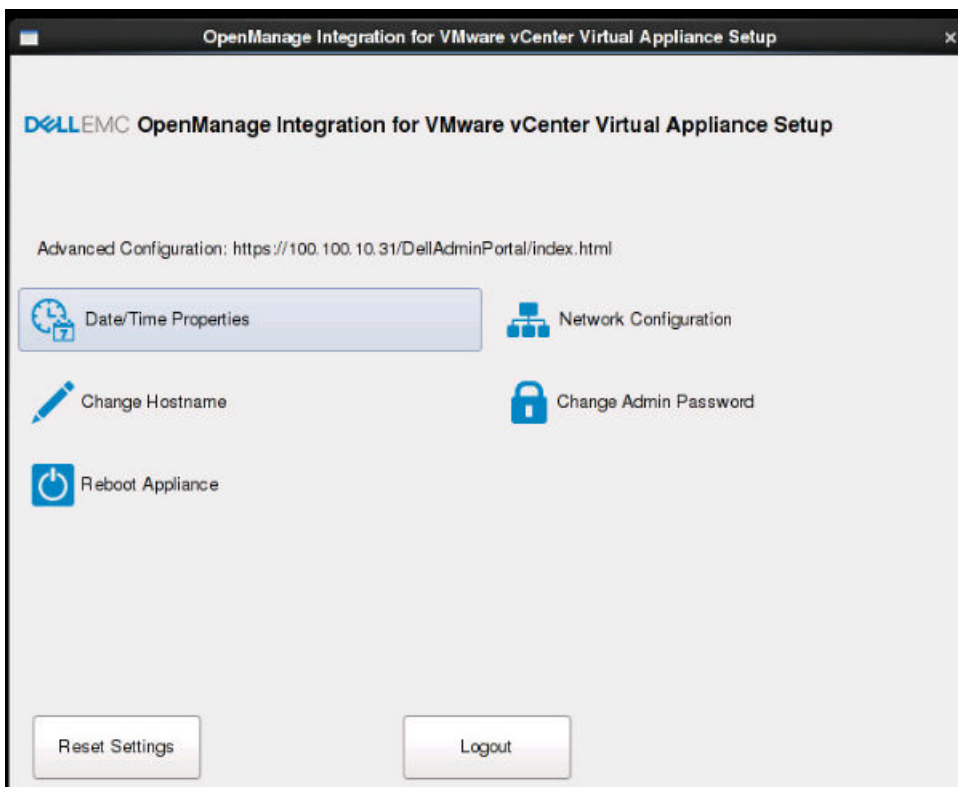 OpenManage Integration for VMware vCenter Virtual Appliance Setup
DELLEMC OpenManage Integration for VMware vCenter Virtual Appliance Setup
Advanced Configuration: https://100.100.10.31/DellAdminPortal/index.html
Date/Time Properties
Network Configuration
Change Hostname
Change Admin Password
Reboot Appliance
Reset Settings
Logout